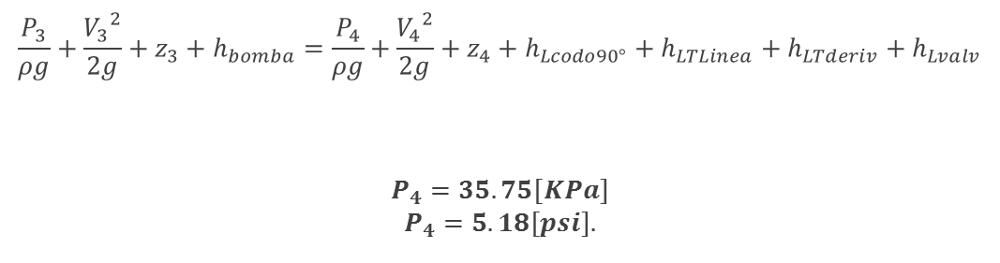 P₃/ρg + V₃²/2g + z₃ + h_bomba = P₄/ρg + V₄²/2g + z₄ + h_Lcodo90° + h_LTLinea + h_LTderiv + h_Lvalv
P₄ = 35.75[KPa]
P₄ = 5.18[psi].